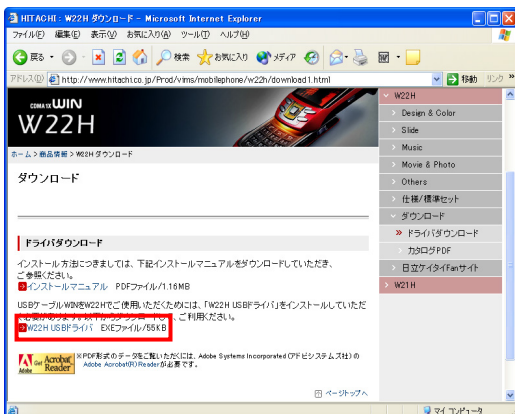 HITACHI : W22H ダウンロード - Microsoft Internet Explorer
ファイル(F) 編集(E) 表示(V) お気に入り(A) ツール(T) ヘルプ(H)
戻る 検索 お気に入り メディア
アドレス(D) http://www.hitachi.co.jp/Prod/vims/mobilephone/w22h/download1.html 移動 リンク »
CDMA 1X WIN
W22H
ホーム > 商品情報 > W22H ダウンロード
ダウンロード
ドライバダウンロード
インストール方法につきましては、下記インストールマニュアルをダウンロードしていただき、
ご参照ください。
インストールマニュアル PDFファイル/1.16MB
USBケーブルWINをW22Hでご使用いただくためには、「W22H USBドライバ」をインストールしていただ
W22H USBドライバ EXEファイル/55KB
Get Acrobat Reader
Adobe
※PDF形式のデータをご覧いただくには、Adobe Systems Incorporated (アドビシステムズ社) の
Adobe Acrobat(R) Readerが必要です。
ページトップへ
W22H
Design & Color
Slide
Music
Movie & Photo
Others
仕様/標準セット
ダウンロード
ドライバダウンロード
カタログPDF
日立ケイタイFanサイト
W21H
マイ コンピュータ